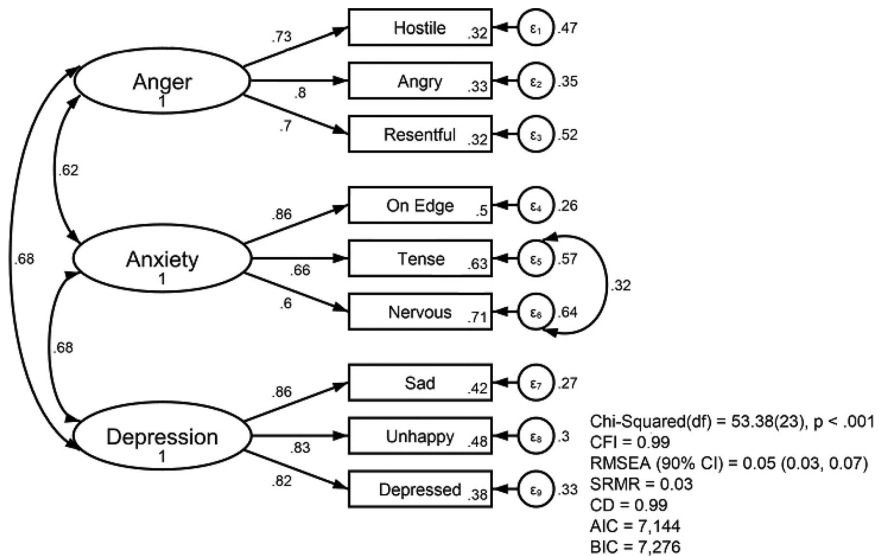 .73
Hostile .32 ε1 .47
Anger
1
.8
Angry .33 ε2 .35
.7
Resentful .32 ε3 .52
.62
.86
On Edge .5 ε4 .26
Anxiety
1
.66
Tense .63 ε5 .57
.32
.6
Nervous .71 ε6 .64
.68
.68
.86
Sad .42 ε7 .27
Depression
1
.83
Unhappy .48 ε8 .3
.82
Depressed .38 ε9 .33
Chi-Squared(df) = 53.38(23), p < .001
CFI = 0.99
RMSEA (90% CI) = 0.05 (0.03, 0.07)
SRMR = 0.03
CD = 0.99
AIC = 7,144
BIC = 7,276